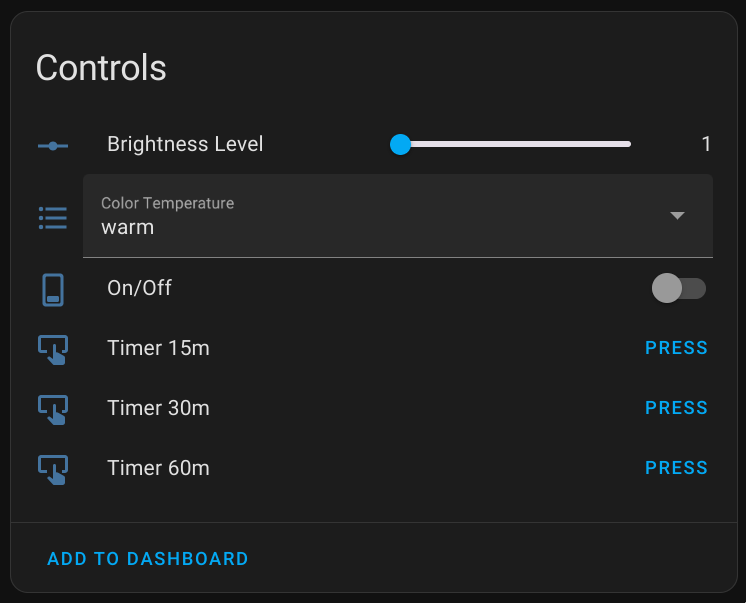 Controls
Brightness Level 1
Color Temperature
warm
On/Off
Timer 15m PRESS
Timer 30m PRESS
Timer 60m PRESS
ADD TO DASHBOARD